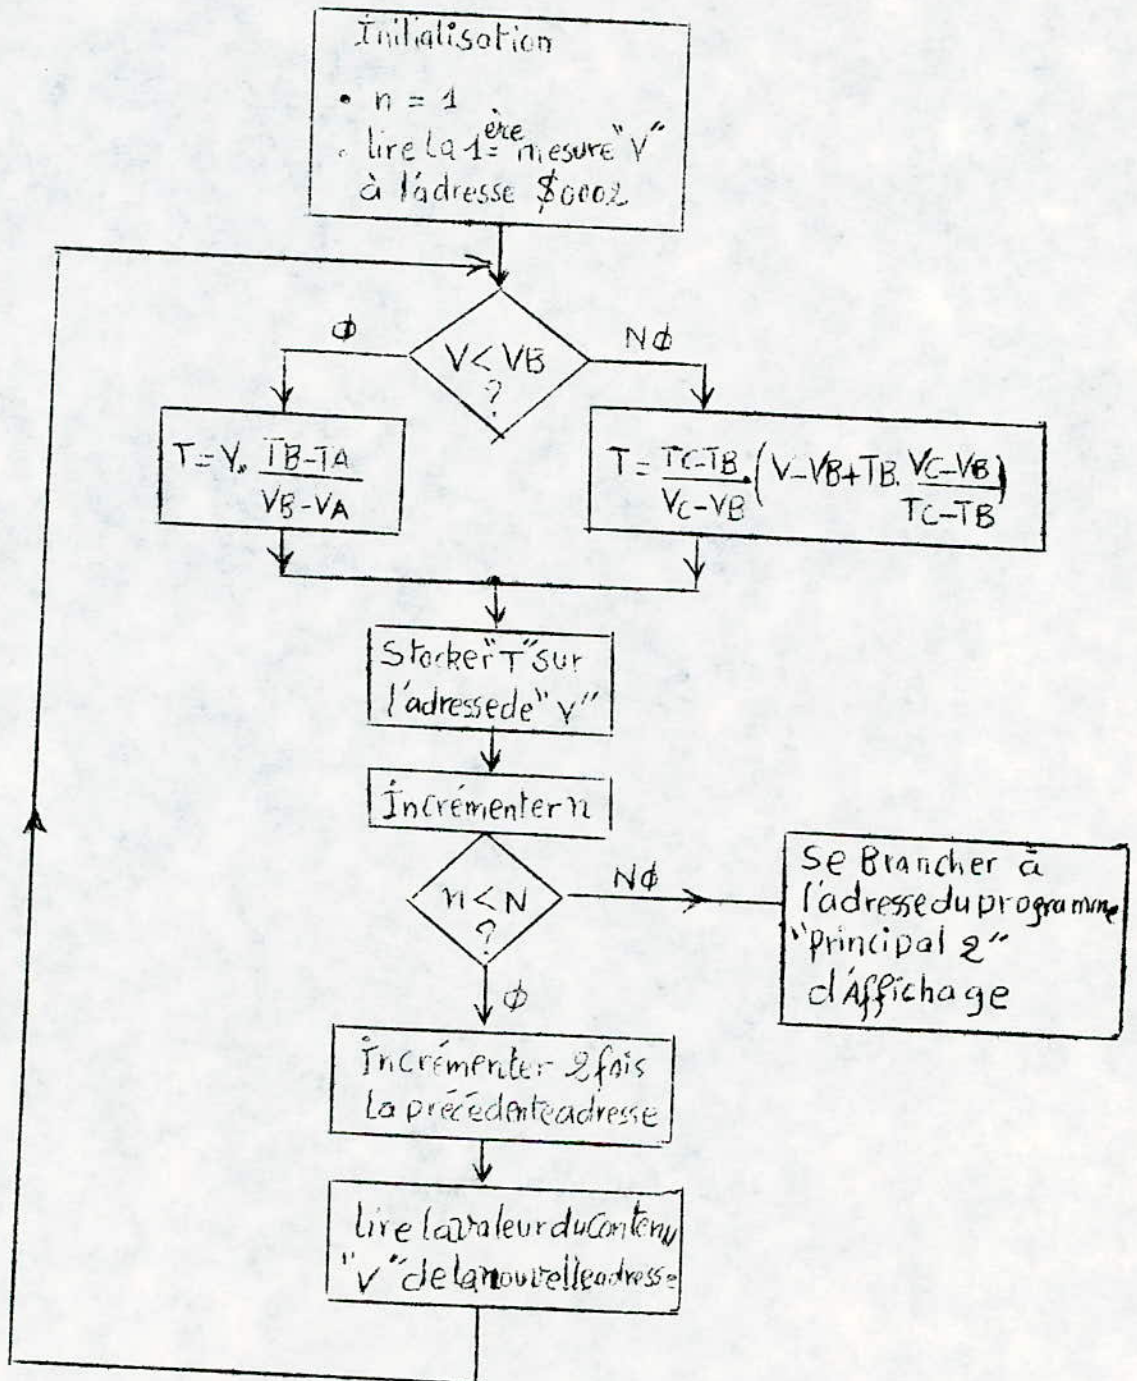 Initialisation
• n = 1
. lire la 1ère mesure "V"
à l'adresse $0002
V < VB
?
Φ
NΦ
T = V. TB-TA
VB-VA
T = TC-TB . (V-VB+TB. VC-VB)
VC-VB TC-TB
Stocker "T" sur
l'adresse de "V"
Incrémenter n
n < N
?
NΦ
Se Brancher à
l'adresse du programme
"Principal 2"
d'Affichage
Φ
Incrémenter 2 fois
La précédente adresse
lire la valeur du Contenu
"V" de la nouvelle adresse